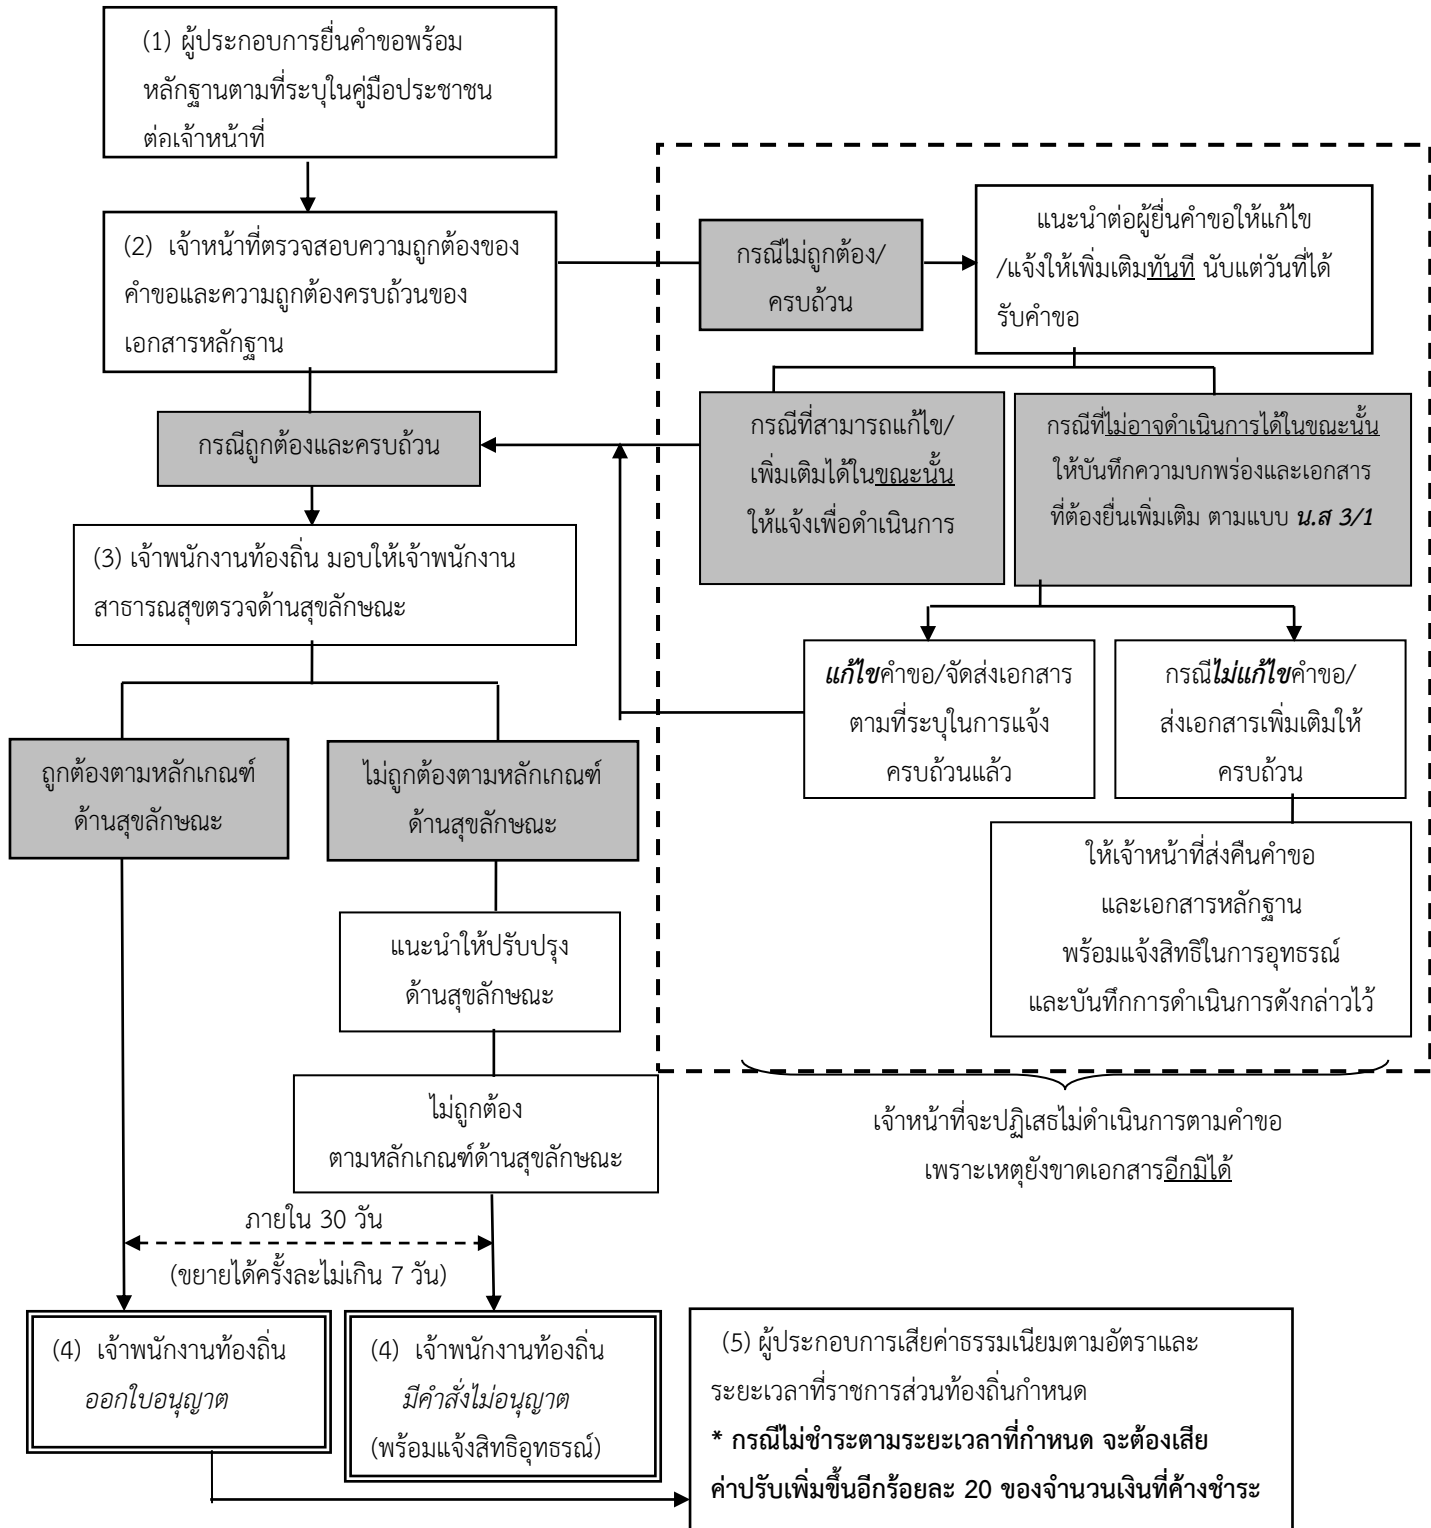 (1) ผู้ประกอบการยื่นคำขอพร้อม
หลักฐานตามที่ระบุในคู่มือประชาชน
ต่อเจ้าหน้าที่
(2) เจ้าหน้าที่ตรวจสอบความถูกต้องของ
คำขอและความถูกต้องครบถ้วนของ
เอกสารหลักฐาน
กรณีไม่ถูกต้อง/
ครบถ้วน
แนะนำต่อผู้ยื่นคำขอให้แก้ไข
/แจ้งให้เพิ่มเติมทันที นับแต่วันที่ได้
รับคำขอ
กรณีถูกต้องและครบถ้วน
กรณีที่สามารถแก้ไข/
เพิ่มเติมได้ในขณะนั้น
ให้แจ้งเพื่อดำเนินการ
กรณีที่ไม่อาจดำเนินการได้ในขณะนั้น
ให้บันทึกความบกพร่องและเอกสาร
ที่ต้องยื่นเพิ่มเติม ตามแบบ น.ส 3/1
(3) เจ้าพนักงานท้องถิ่น มอบให้เจ้าพนักงาน
สาธารณสุขตรวจด้านสุขลักษณะ
แก้ไขคำขอ/จัดส่งเอกสาร
ตามที่ระบุในการแจ้ง
ครบถ้วนแล้ว
กรณีไม่แก้ไขคำขอ/
ส่งเอกสารเพิ่มเติมให้
ครบถ้วน
ถูกต้องตามหลักเกณฑ์
ด้านสุขลักษณะ
ไม่ถูกต้องตามหลักเกณฑ์
ด้านสุขลักษณะ
ให้เจ้าหน้าที่ส่งคืนคำขอ
และเอกสารหลักฐาน
พร้อมแจ้งสิทธิในการอุทธรณ์
และบันทึกการดำเนินการดังกล่าวไว้
แนะนำให้ปรับปรุง
ด้านสุขลักษณะ
ไม่ถูกต้อง
ตามหลักเกณฑ์ด้านสุขลักษณะ
เจ้าหน้าที่จะปฏิเสธไม่ดำเนินการตามคำขอ
เพราะเหตุยังขาดเอกสารอีกมิได้
ภายใน 30 วัน
(ขยายได้ครั้งละไม่เกิน 7 วัน)
(4) เจ้าพนักงานท้องถิ่น
ออกใบอนุญาต
(4) เจ้าพนักงานท้องถิ่น
มีคำสั่งไม่อนุญาต
(พร้อมแจ้งสิทธิอุทธรณ์)
(5) ผู้ประกอบการเสียค่าธรรมเนียมตามอัตราและ
ระยะเวลาที่ราชการส่วนท้องถิ่นกำหนด
* กรณีไม่ชำระตามระยะเวลาที่กำหนด จะต้องเสีย
ค่าปรับเพิ่มขึ้นอีกร้อยละ 20 ของจำนวนเงินที่ค้างชำระ